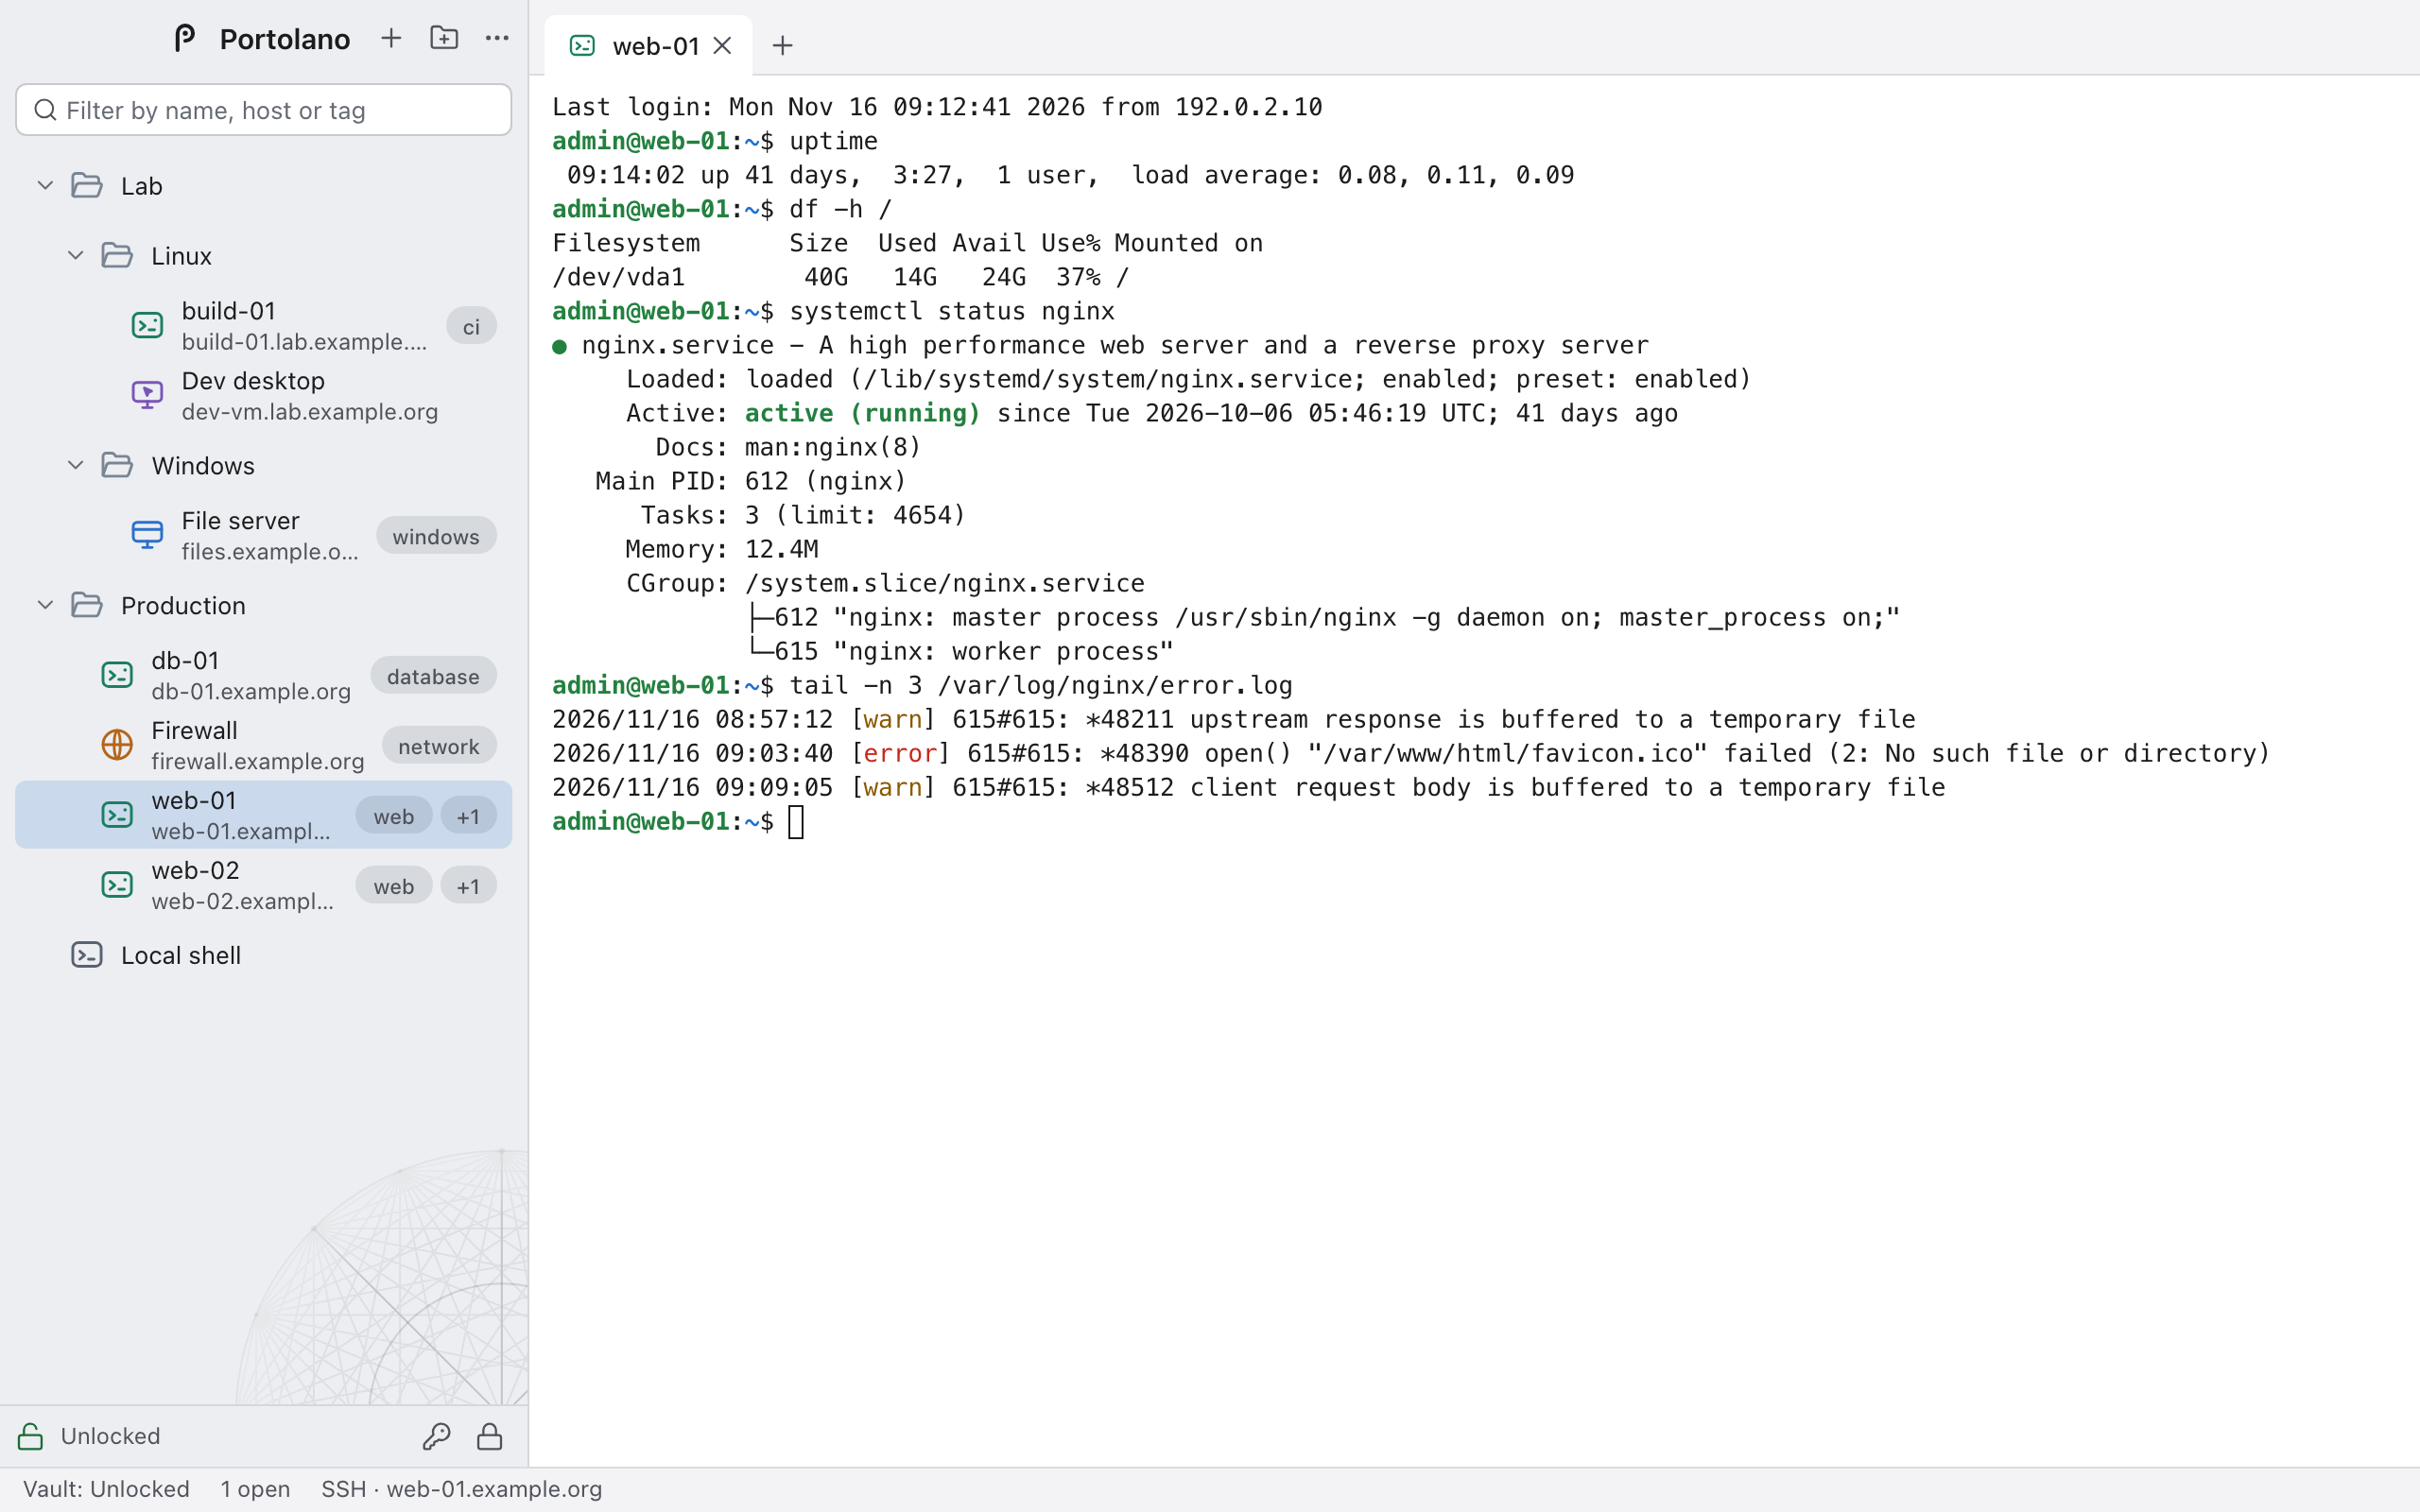 Portolano
Filter by name, host or tag
Lab
Linux
build-01
build-01.lab.example.... ci
Dev desktop
dev-vm.lab.example.org
Windows
File server
files.example.o... windows
Production
db-01
db-01.example.org database
Firewall
firewall.example.org network
web-01
web-01.exampl... web +1
web-02
web-02.exampl... web +1
Local shell
Unlocked
web-01
Last login: Mon Nov 16 09:12:41 2026 from 192.0.2.10
admin@web-01:~$ uptime
 09:14:02 up 41 days,  3:27,  1 user,  load average: 0.08, 0.11, 0.09
admin@web-01:~$ df -h /
Filesystem      Size  Used Avail Use% Mounted on
/dev/vda1        40G   14G   24G  37% /
admin@web-01:~$ systemctl status nginx
● nginx.service - A high performance web server and a reverse proxy server
     Loaded: loaded (/lib/systemd/system/nginx.service; enabled; preset: enabled)
     Active: active (running) since Tue 2026-10-06 05:46:19 UTC; 41 days ago
       Docs: man:nginx(8)
   Main PID: 612 (nginx)
      Tasks: 3 (limit: 4654)
     Memory: 12.4M
     CGroup: /system.slice/nginx.service
             ├─612 "nginx: master process /usr/sbin/nginx -g daemon on; master_process on;"
             └─615 "nginx: worker process"
admin@web-01:~$ tail -n 3 /var/log/nginx/error.log
2026/11/16 08:57:12 [warn] 615#615: *48211 upstream response is buffered to a temporary file
2026/11/16 09:03:40 [error] 615#615: *48390 open() "/var/www/html/favicon.ico" failed (2: No such file or directory)
2026/11/16 09:09:05 [warn] 615#615: *48512 client request body is buffered to a temporary file
admin@web-01:~$
Vault: Unlocked 1 open SSH · web-01.example.org